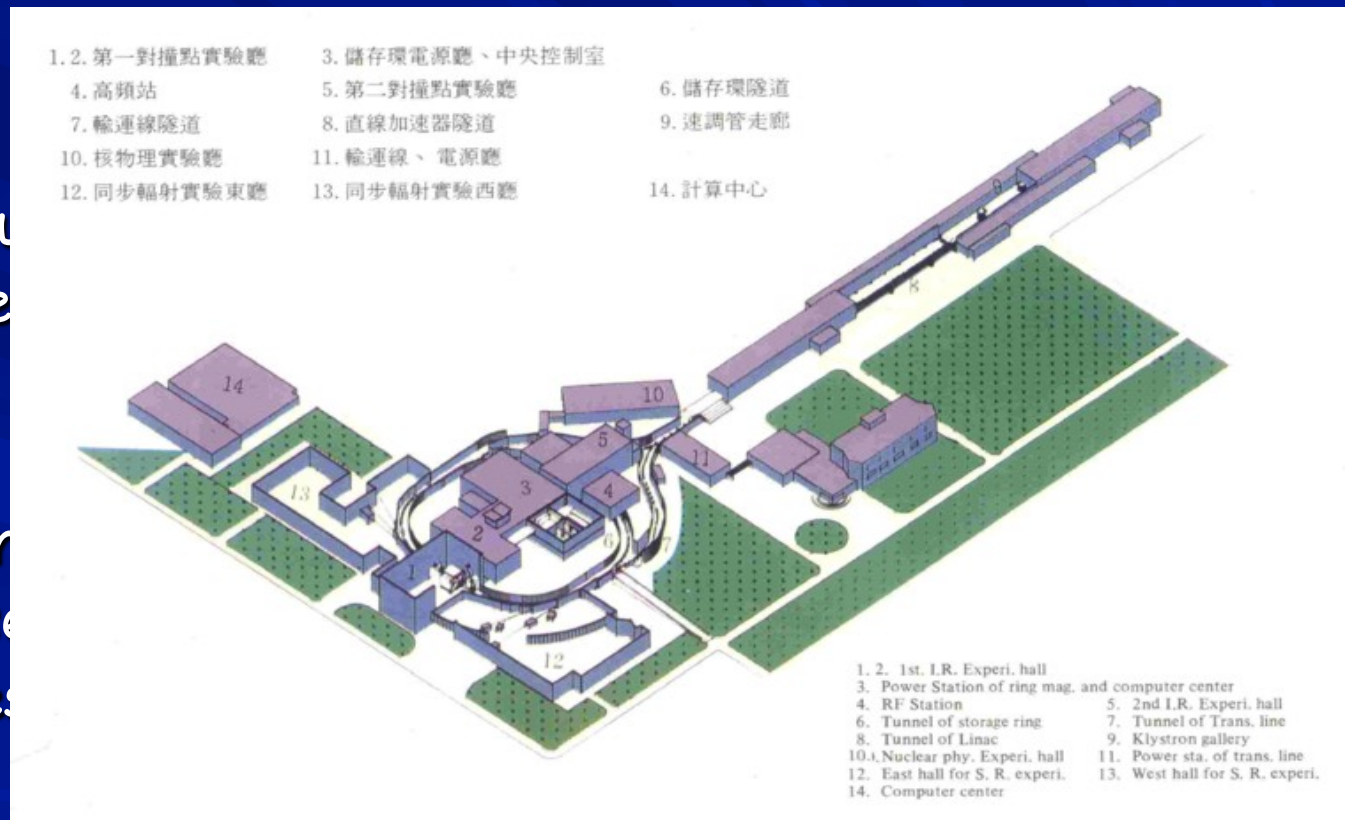 1.2. 第一對撞點實驗廳 3. 儲存環電源廳、中央控制室
4. 高頻站 5. 第二對撞點實驗廳 6. 儲存環隧道
7. 輸運線隧道 8. 直線加速器隧道 9. 速調管走廊
10. 核物理實驗廳 11. 輸運線、電源廳
12. 同步輻射實驗東廳 13. 同步輻射實驗西廳 14. 計算中心
9
8
14
10
5
11
13
3
4
2
6
7
1
12
1. 2. 1st. I.R. Experi. hall
3. Power Station of ring mag. and computer center
4. RF Station 5. 2nd I.R. Experi. hall
6. Tunnel of storage ring 7. Tunnel of Trans. line
8. Tunnel of Linac 9. Klystron gallery
10. Nuclear phy. Experi. hall 11. Power sta. of trans. line
12. East hall for S. R. experi. 13. West hall for S. R. experi.
14. Computer center